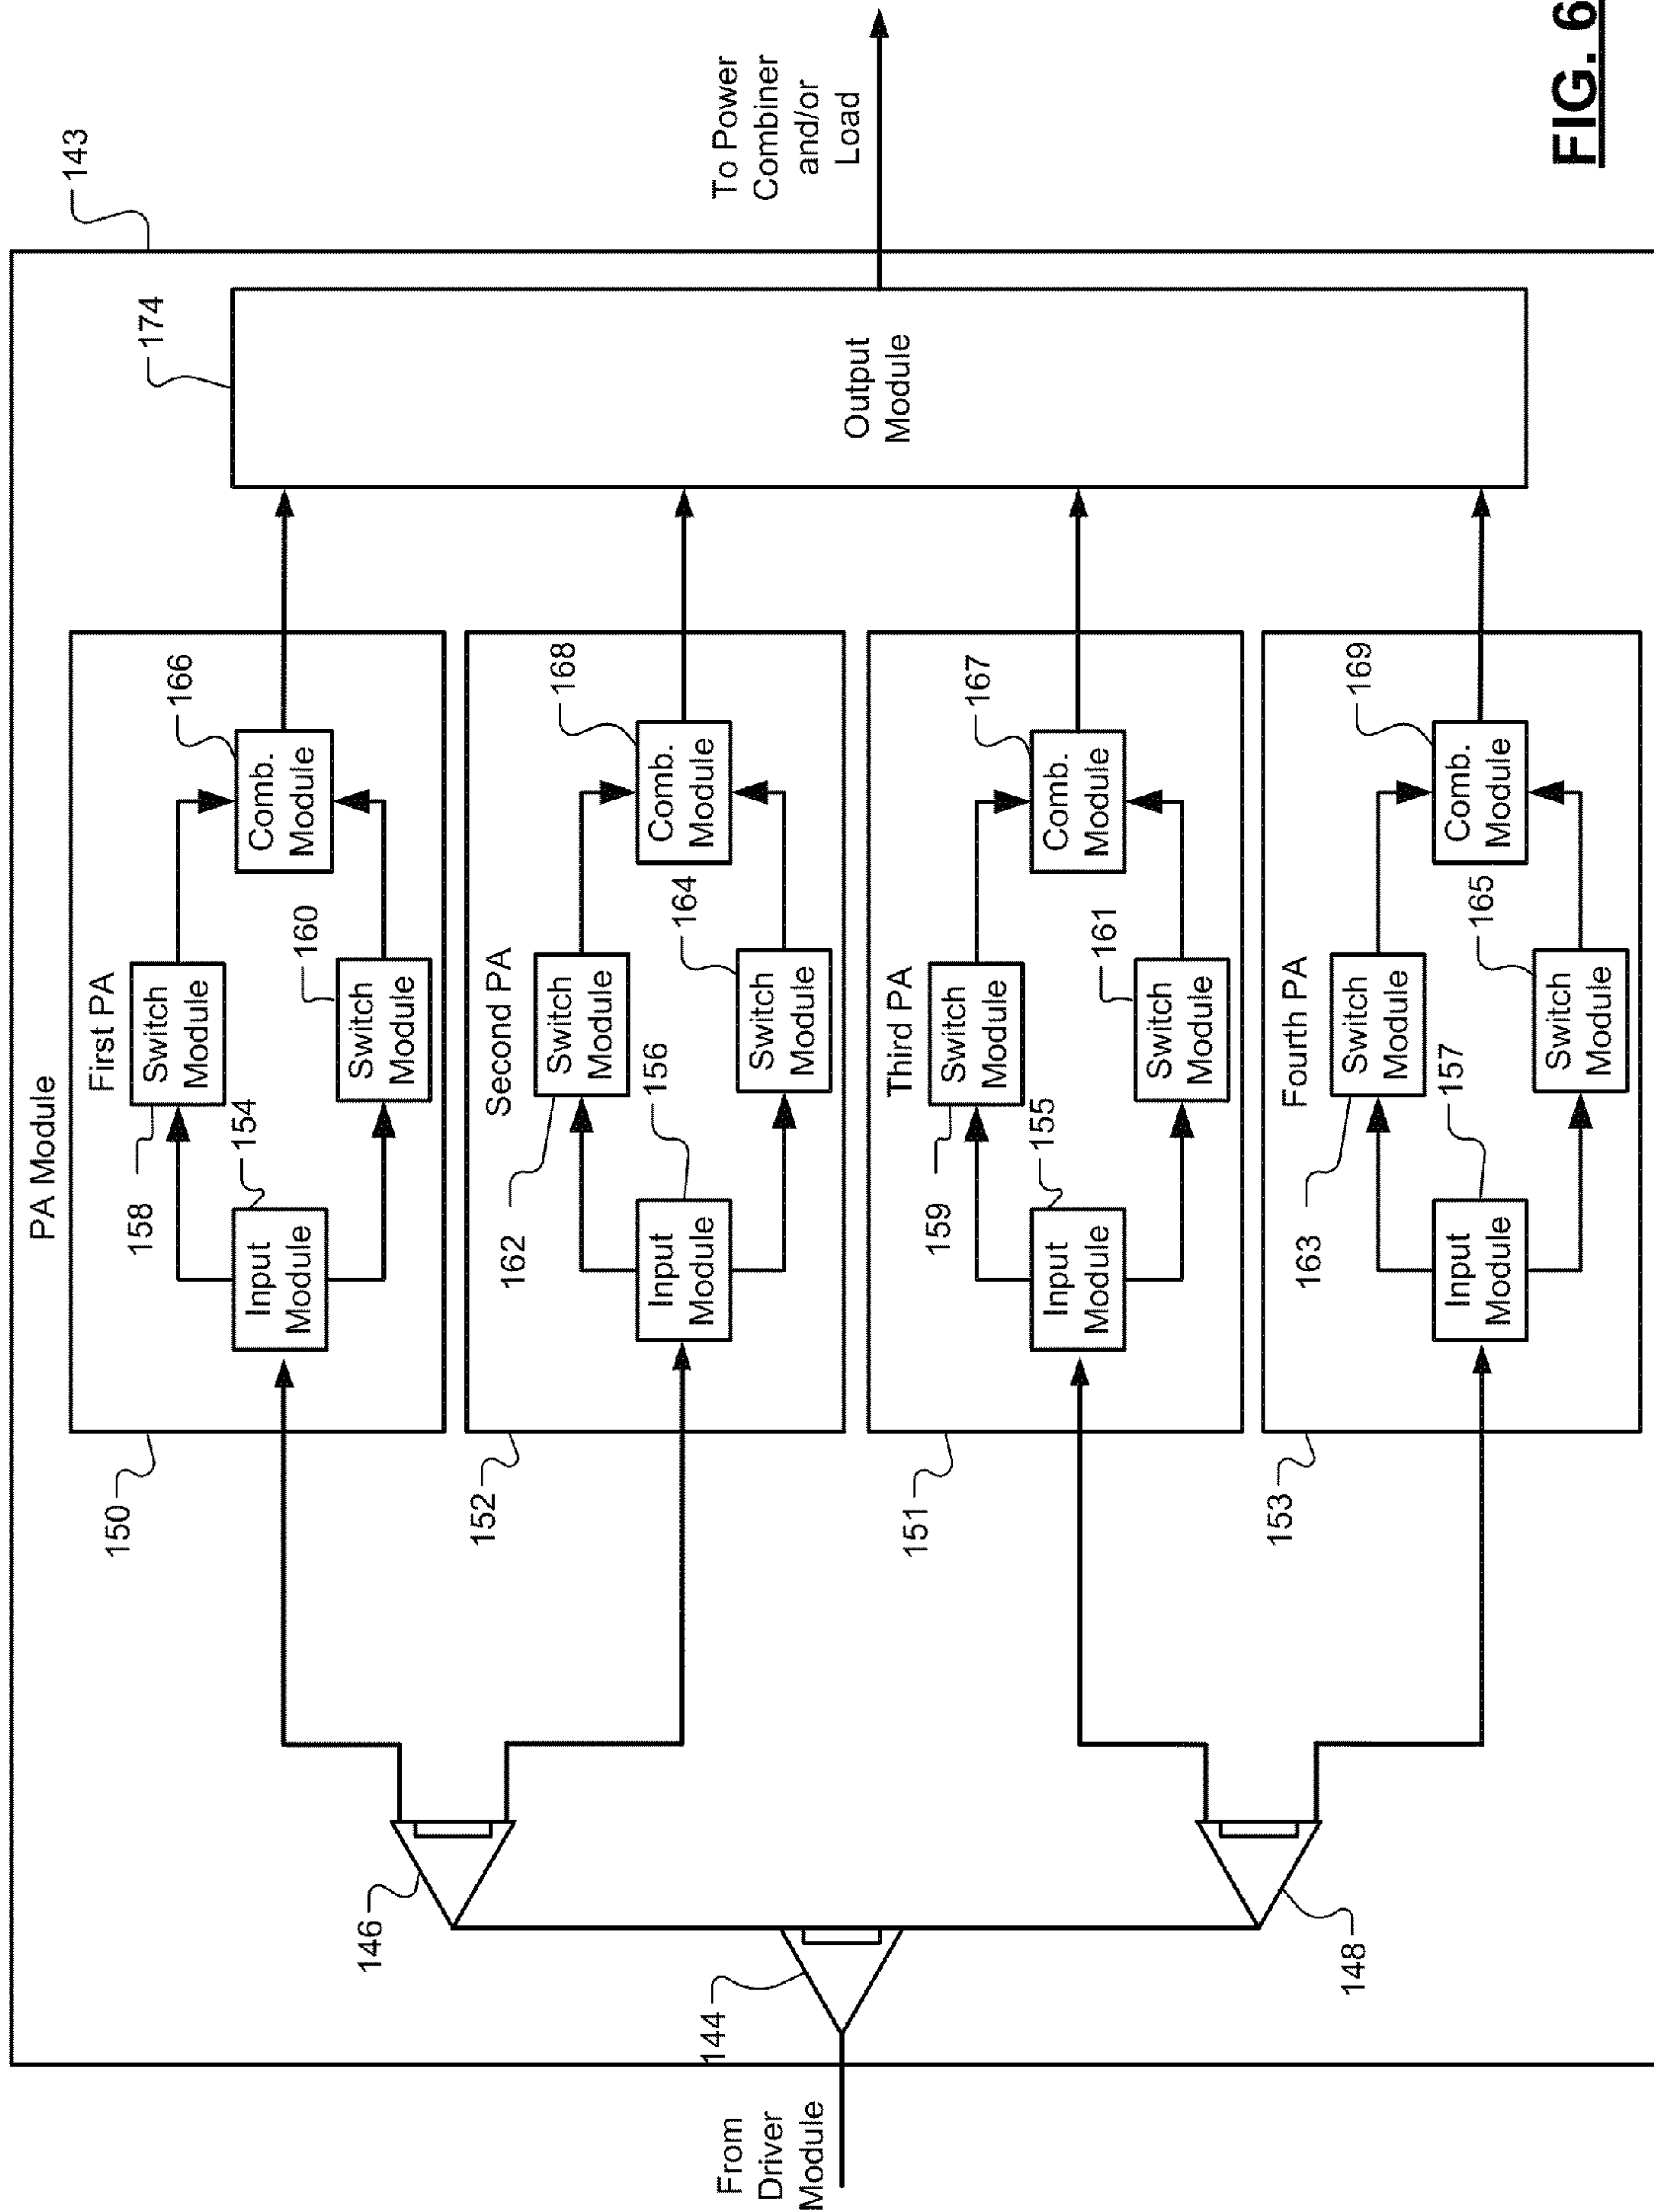 143
PA Module
174
150
First PA
158
Switch
Module
166
154
Input
Module
160
Comb.
Module
Switch
Module
To Power
Combiner
and/or
Load
152
Second PA
162
Switch
Module
168
156
Input
Module
164
Comb.
Module
Switch
Module
146
144
From
Driver
Module
Output
Module
151
Third PA
159
Switch
Module
167
155
Input
Module
161
Comb.
Module
Switch
Module
148
153
Fourth PA
163
Switch
Module
169
157
Input
Module
165
Comb.
Module
Switch
Module
FIG. 6